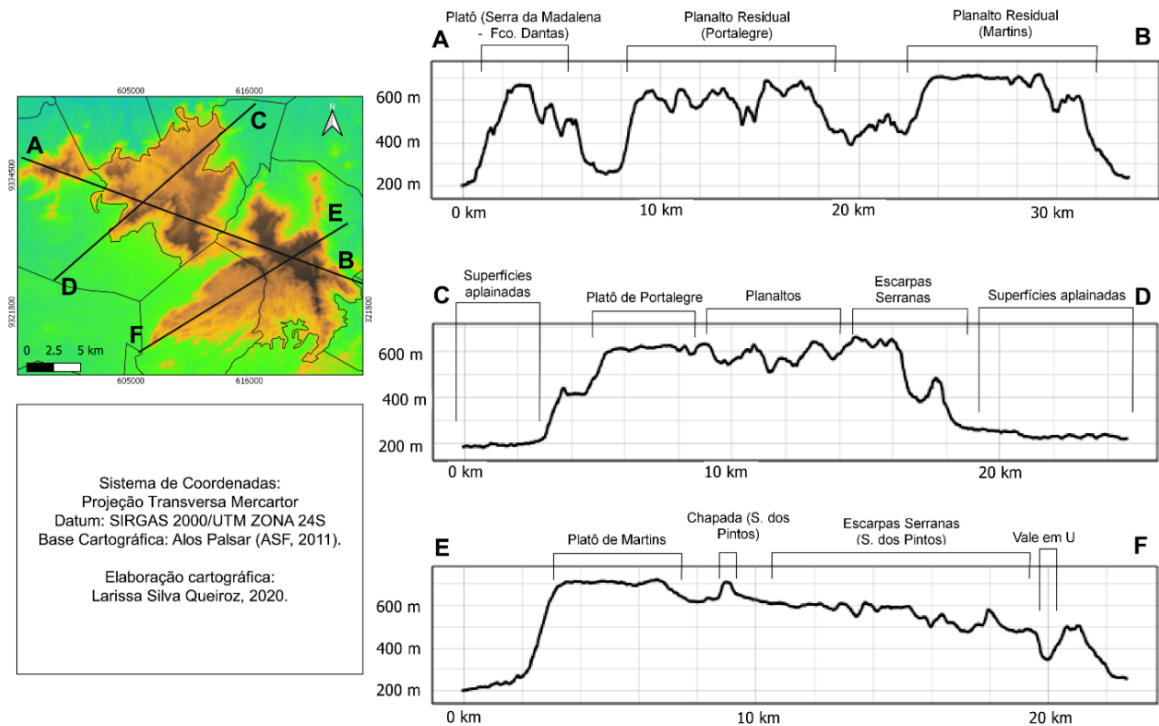 Platô (Serra da Madalena
- Fco. Dantas)
Planalto Residual
(Portalegre)
Planalto Residual
(Martins)
A
B
600 m
400 m
200 m
0 km
10 km
20 km
30 km
605000
616000
N
A
C
E
B
D
F
9334500
9321800
321800
0 2.5 5 km
605000
616000
Superfícies
aplainadas
Platô de Portalegre
Planaltos
Escarpas
Serranas
Superfícies aplainadas
C
D
600 m
400 m
200 m
0 km
10 km
20 km
Sistema de Coordenadas:
Projeção Transversa Mercartor
Datum: SIRGAS 2000/UTM ZONA 24S
Base Cartográfica: Alos Palsar (ASF, 2011).
Elaboração cartográfica:
Larissa Silva Queiroz, 2020.
Platô de Martins
Chapada (S. dos
Pintos)
Escarpas Serranas
(S. dos Pintos)
Vale em U
E
F
600 m
400 m
200 m
0 km
10 km
20 km